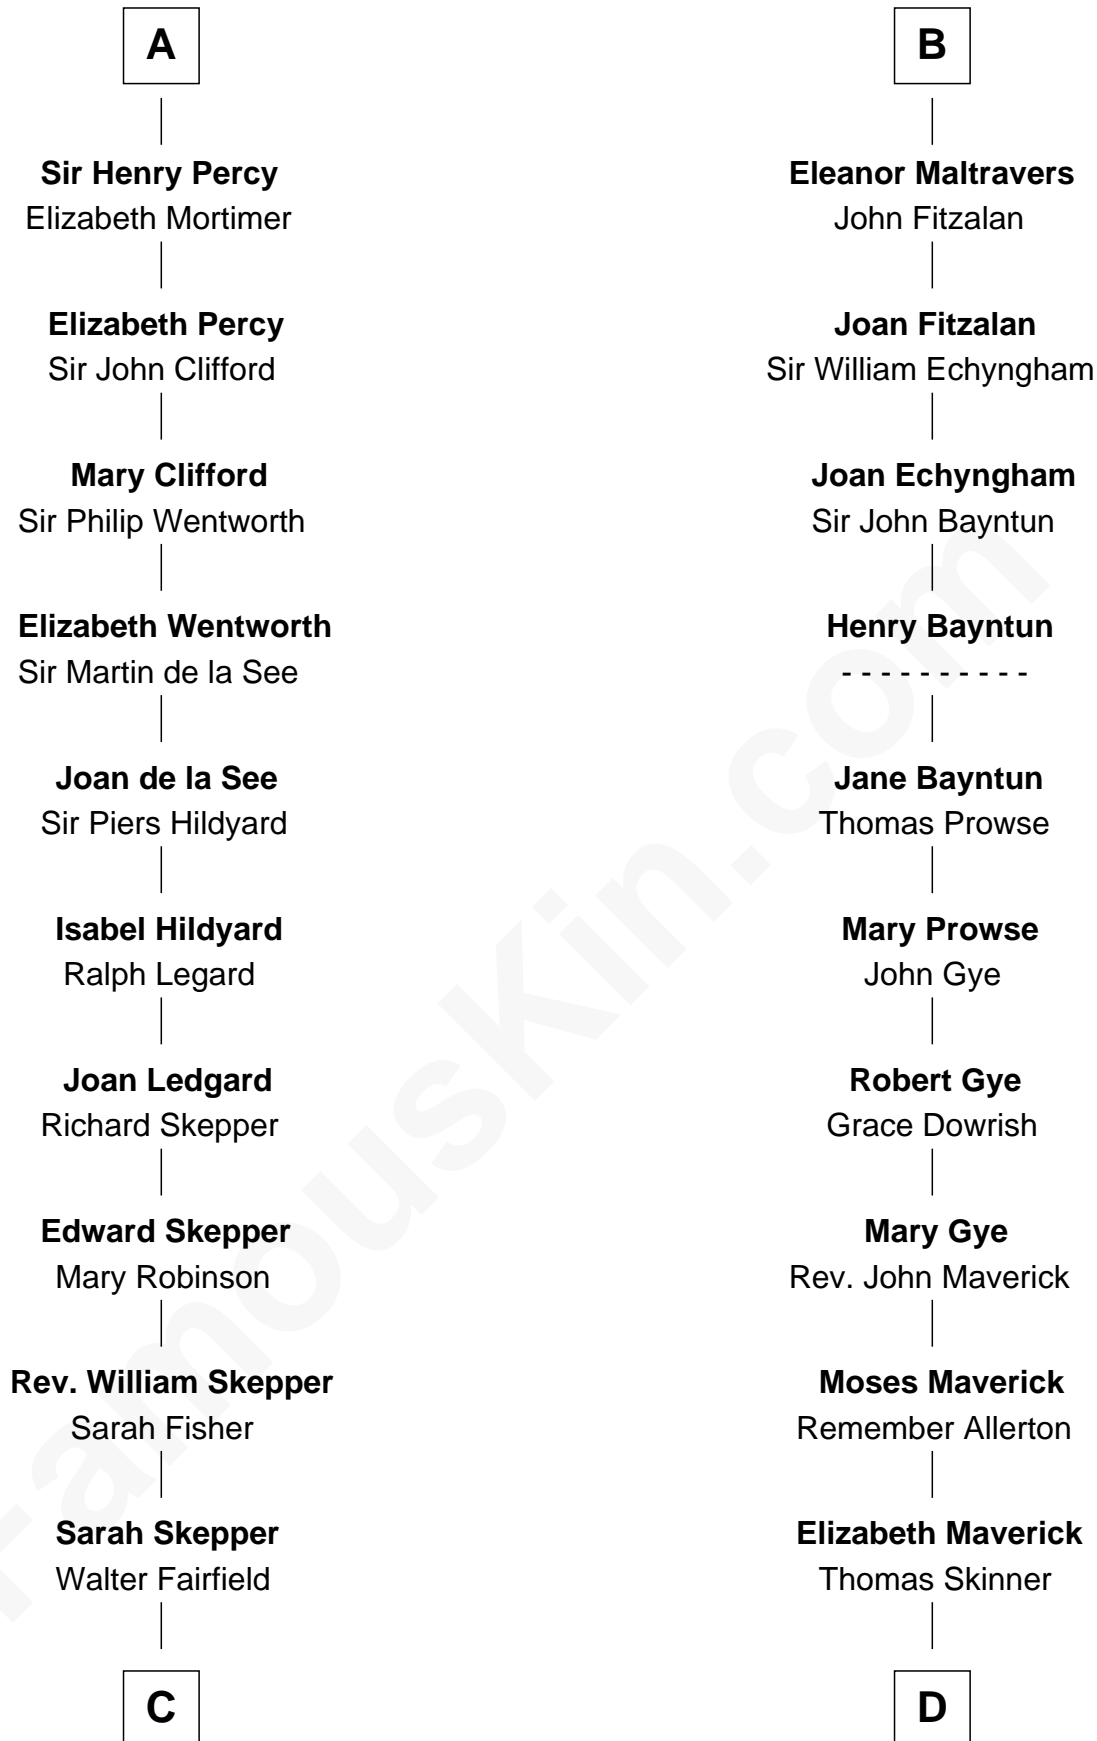 A
Sir Henry Percy
Elizabeth Mortimer
Elizabeth Percy
Sir John Clifford
Mary Clifford
Sir Philip Wentworth
Elizabeth Wentworth
Sir Martin de la See
Joan de la See
Sir Piers Hildyard
Isabel Hildyard
Ralph Legard
Joan Ledgard
Richard Skepper
Edward Skepper
Mary Robinson
Rev. William Skepper
Sarah Fisher
Sarah Skepper
Walter Fairfield
C
B
Eleanor Maltravers
John Fitzalan
Joan Fitzalan
Sir William Echyngham
Joan Echyngham
Sir John Bayntun
Henry Bayntun
- - - - - - - - - -
Jane Bayntun
Thomas Prowse
Mary Prowse
John Gye
Robert Gye
Grace Dowrish
Mary Gye
Rev. John Maverick
Moses Maverick
Remember Allerton
Elizabeth Maverick
Thomas Skinner
D
FamousKin.com